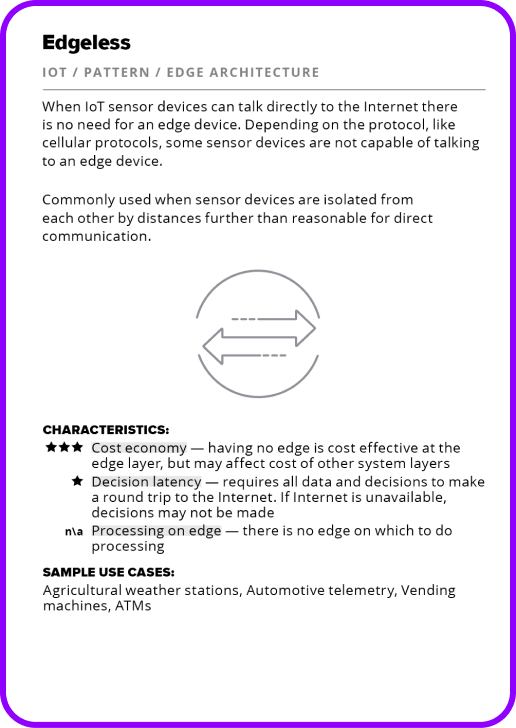 Edgeless
IOT / PATTERN / EDGE ARCHITECTURE
When IoT sensor devices can talk directly to the Internet there
is no need for an edge device. Depending on the protocol, like
cellular protocols, some sensor devices are not capable of talking
to an edge device.
Commonly used when sensor devices are isolated from
each other by distances further than reasonable for direct
communication.
CHARACTERISTICS:
★★★ Cost economy — having no edge is cost effective at the
edge layer, but may affect cost of other system layers
★ Decision latency — requires all data and decisions to make
a round trip to the Internet. If Internet is unavailable,
decisions may not be made
n\a Processing on edge — there is no edge on which to do
processing
SAMPLE USE CASES:
Agricultural weather stations, Automotive telemetry, Vending
machines, ATMs